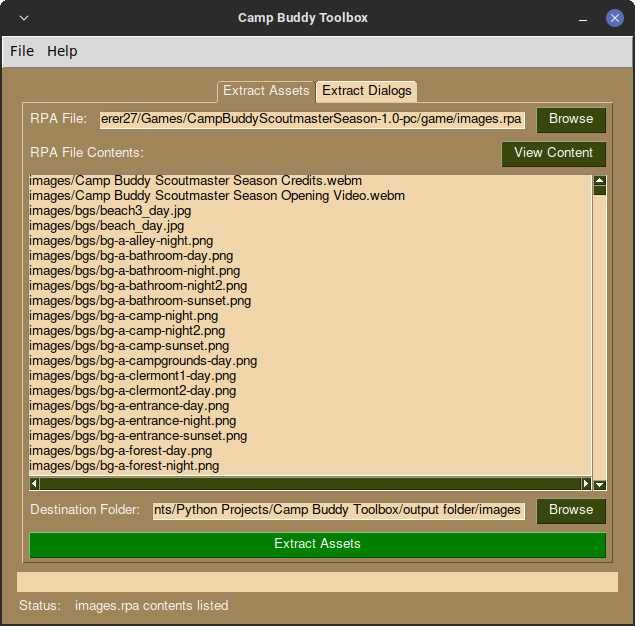 Camp Buddy Toolbox
File Help
Extract Assets Extract Dialogs
RPA File: erer27/Games/CampBuddyScoutmasterSeason-1.0-pc/game/images.rpa Browse
RPA File Contents: View Content
images/Camp Buddy Scoutmaster Season Credits.webm
images/Camp Buddy Scoutmaster Season Opening Video.webm
images/bgs/beach3_day.jpg
images/bgs/beach_day.jpg
images/bgs/bg-a-alley-night.png
images/bgs/bg-a-bathroom-day.png
images/bgs/bg-a-bathroom-night.png
images/bgs/bg-a-bathroom-night2.png
images/bgs/bg-a-bathroom-sunset.png
images/bgs/bg-a-camp-night.png
images/bgs/bg-a-camp-night2.png
images/bgs/bg-a-camp-sunset.png
images/bgs/bg-a-campgrounds-day.png
images/bgs/bg-a-clermont1-day.png
images/bgs/bg-a-clermont2-day.png
images/bgs/bg-a-entrance-day.png
images/bgs/bg-a-entrance-night.png
images/bgs/bg-a-entrance-sunset.png
images/bgs/bg-a-forest-day.png
images/bgs/bg-a-forest-night.png
Destination Folder: nts/Python Projects/Camp Buddy Toolbox/output folder/images Browse
Extract Assets
Status: images.rpa contents listed